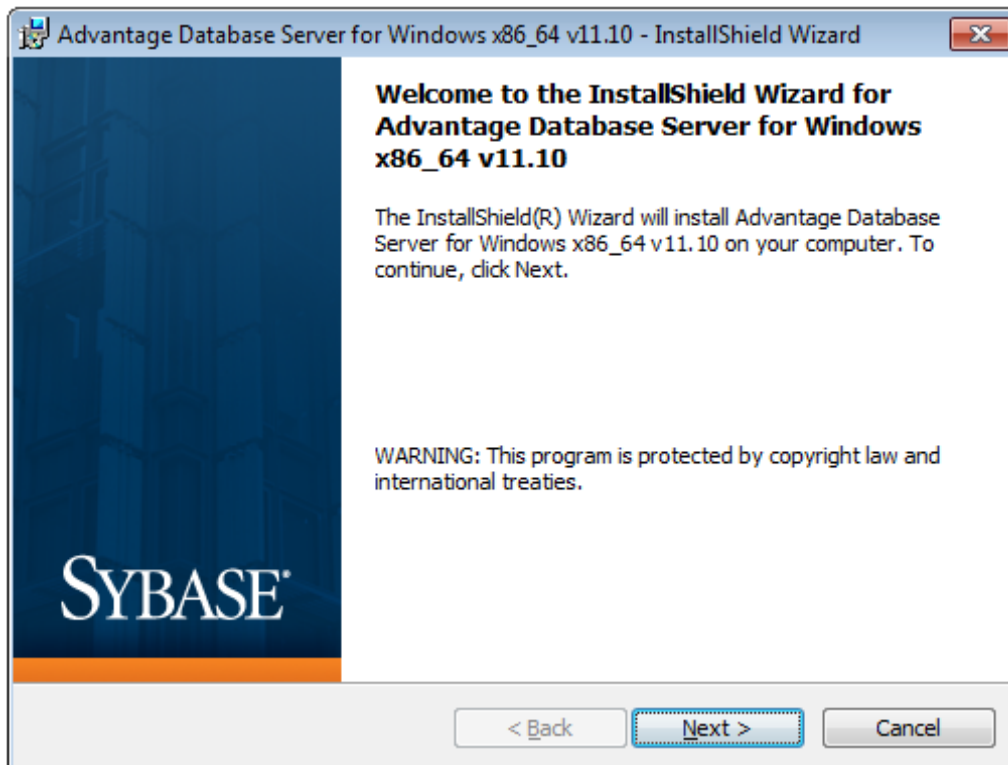 Advantage Database Server for Windows x86_64 v11.10 - InstallShield Wizard
Welcome to the InstallShield Wizard for
Advantage Database Server for Windows
x86_64 v11.10
The InstallShield(R) Wizard will install Advantage Database
Server for Windows x86_64 v11.10 on your computer. To
continue, click Next.
WARNING: This program is protected by copyright law and
international treaties.
SYBASE®
< Back
Next >
Cancel